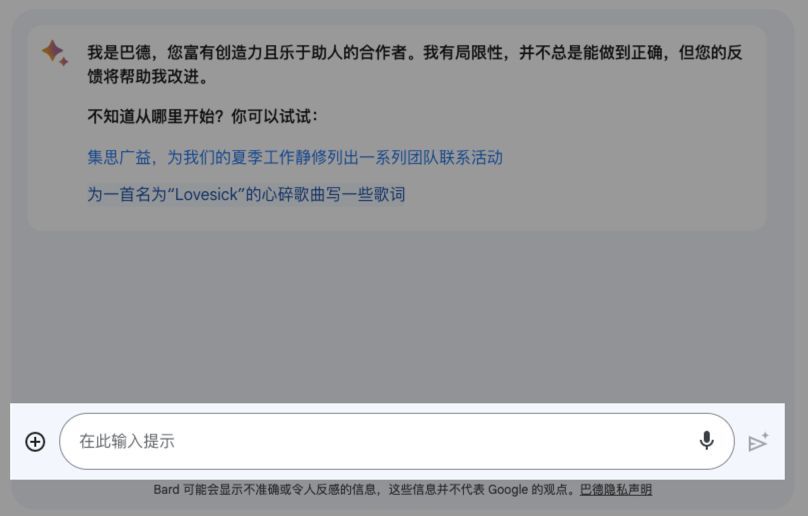 我是巴德，您富有创造力且乐于助人的合作者。我有局限性，并不总是能做到正确，但您的反
馈将帮助我改进。
不知道从哪里开始？你可以试试：
集思广益，为我们的夏季工作静修列出一系列团队联系活动
为一首名为“Lovesick”的心碎歌曲写一些歌词
在此输入提示
Bard 可能会显示不准确或令人反感的信息，这些信息并不代表 Google 的观点。巴德隐私声明